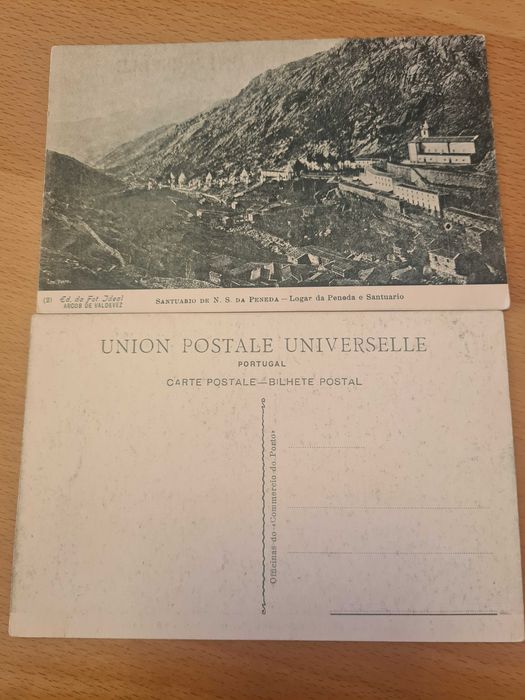 (2) Ed. da Fot. Ideal
ARCOS DE VALDEVEZ
SANTUARIO DE N. S. DA PENEDA — Logar da Peneda e Santuario
UNION POSTALE UNIVERSELLE
PORTUGAL
CARTE POSTALE—BILHETE POSTAL
Officinas do «Commercio do Porto»